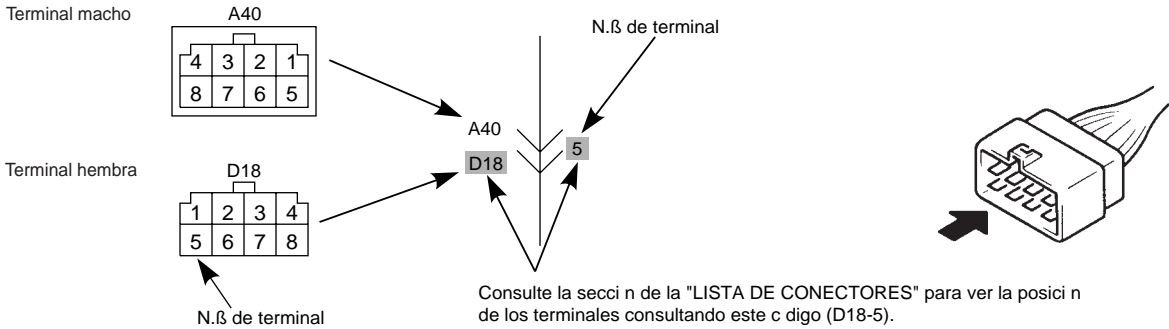 Terminal macho
A40
4 3 2 1
8 7 6 5
N.ß de terminal
A40
5
D18
Terminal hembra
D18
1 2 3 4
5 6 7 8
N.ß de terminal
Consulte la secci n de la "LISTA DE CONECTORES" para ver la posici n
de los terminales consultando este c digo (D18-5).